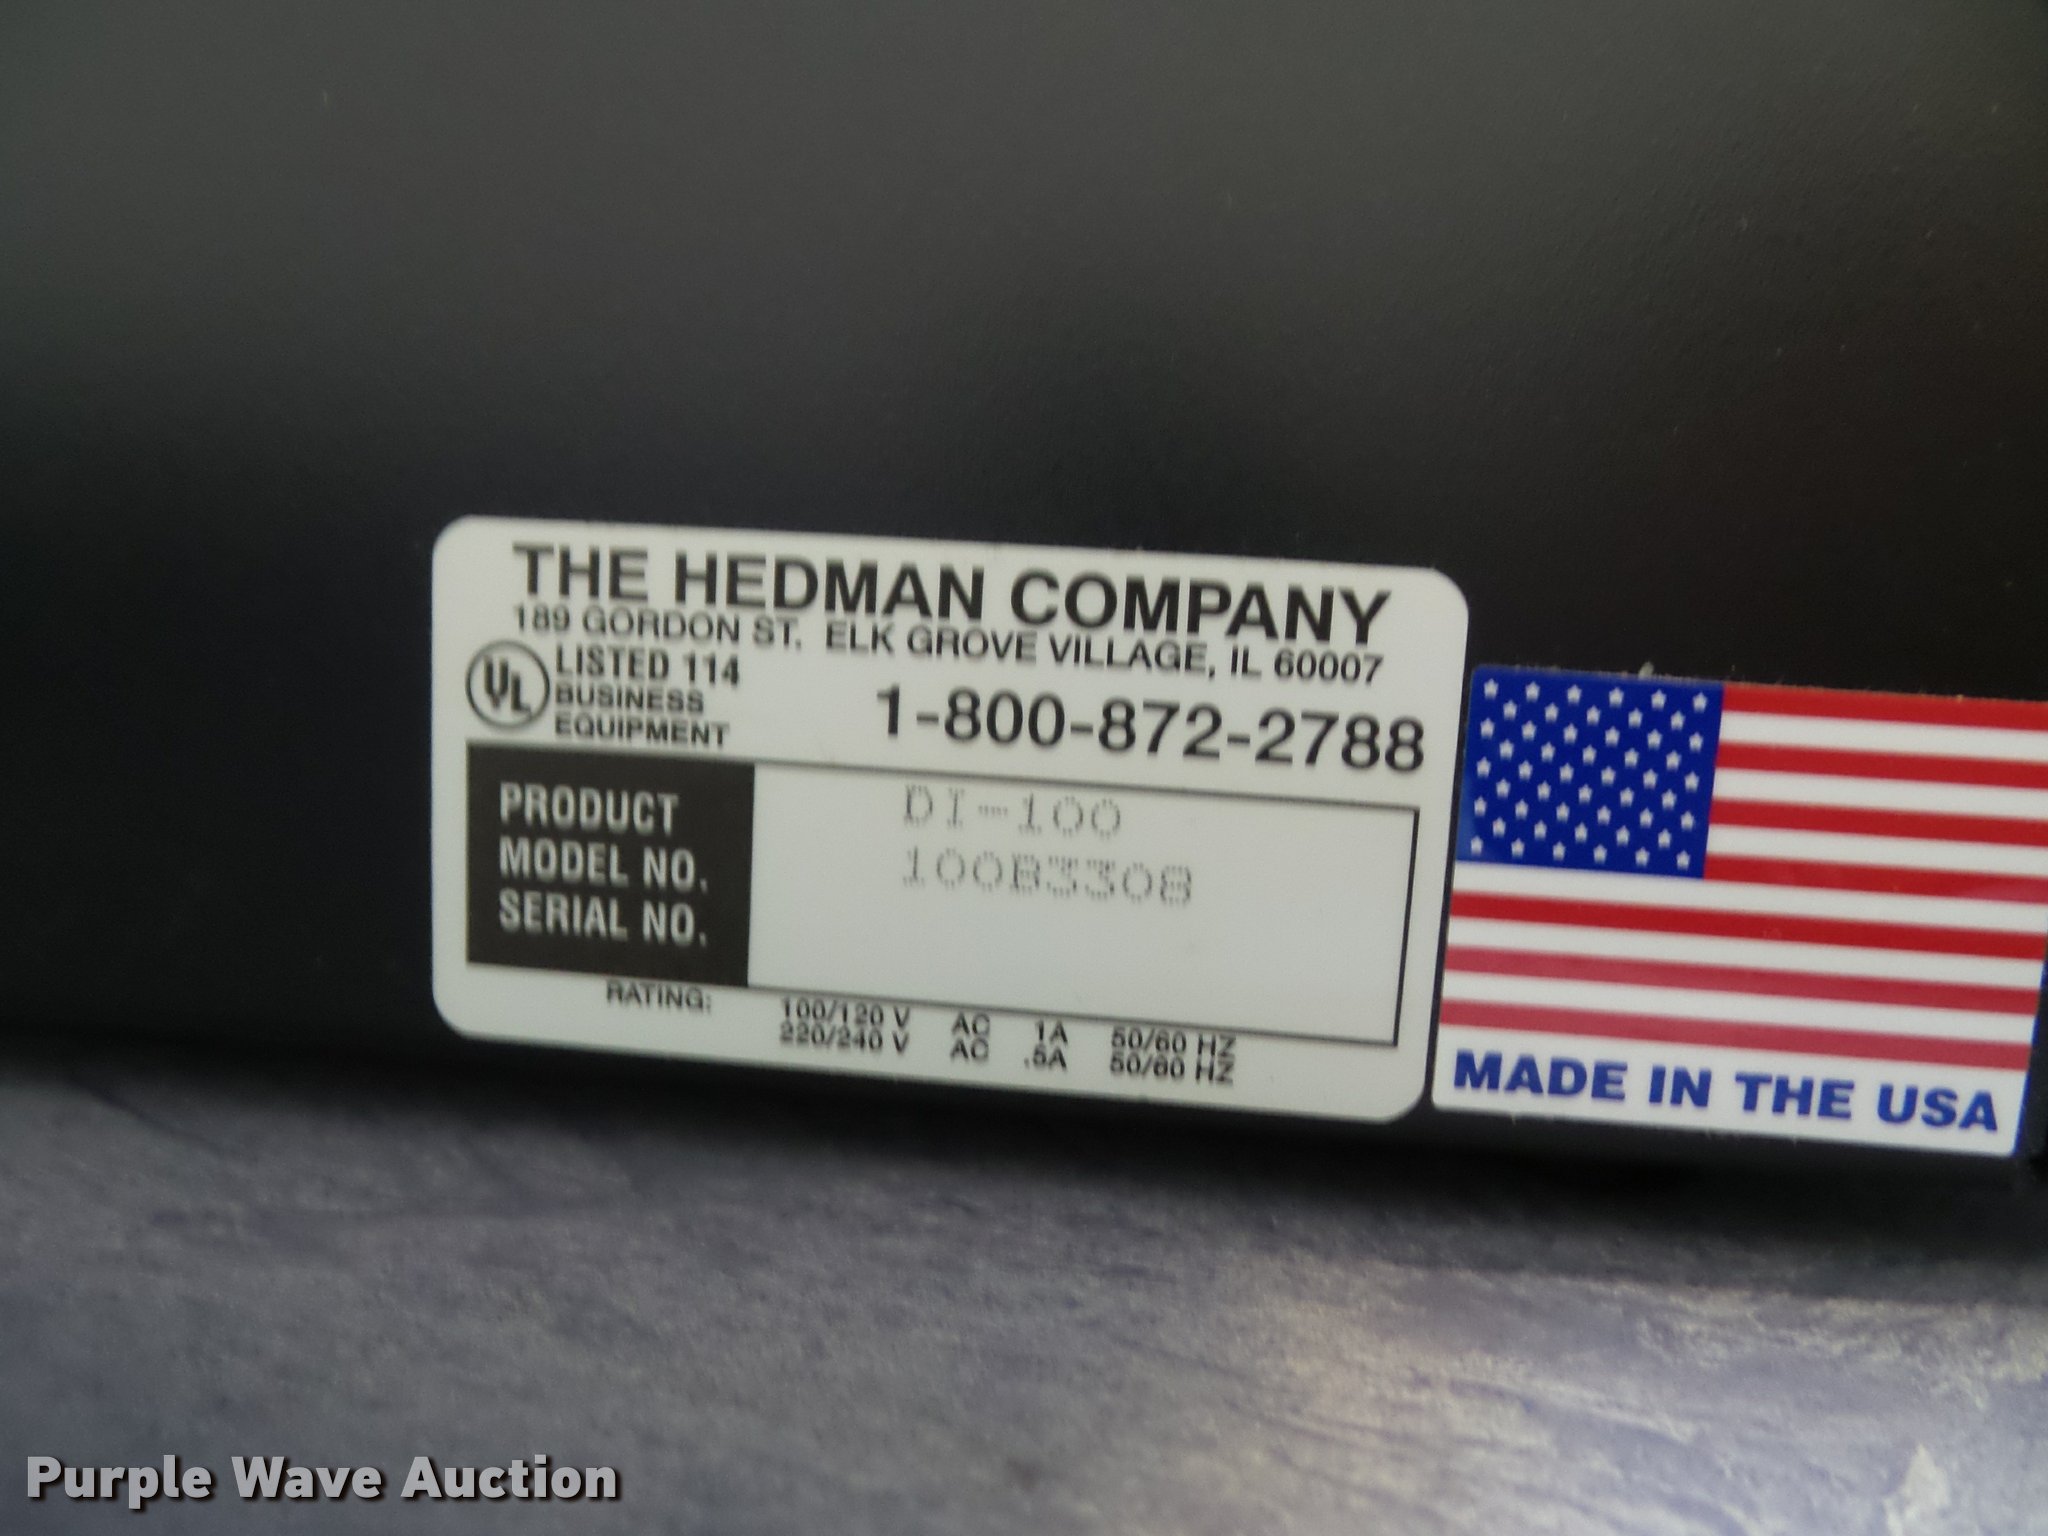 THE HEDMAN COMPANY
189 GORDON ST. ELK GROVE VILLAGE, IL 60007
UL LISTED 114
BUSINESS
EQUIPMENT
1-800-872-2788
PRODUCT DI-100
MODEL NO. 100B3308
SERIAL NO.
RATING: 100/120 V AC 1A 50/60 HZ
220/240 V AC .5A 50/60 HZ
MADE IN THE USA
Purple Wave Auction